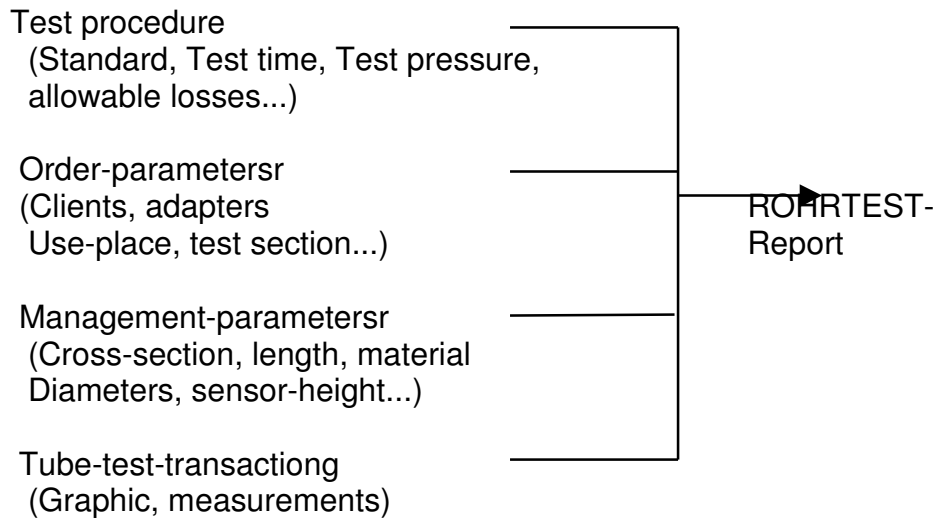 Test procedure
(Standard, Test time, Test pressure,
allowable losses...)
Order-parametersr
(Clients, adapters
Use-place, test section...)
Management-parametersr
(Cross-section, length, material
Diameters, sensor-height...)
Tube-test-transactiong
(Graphic, measurements)
ROHRTEST-
Report